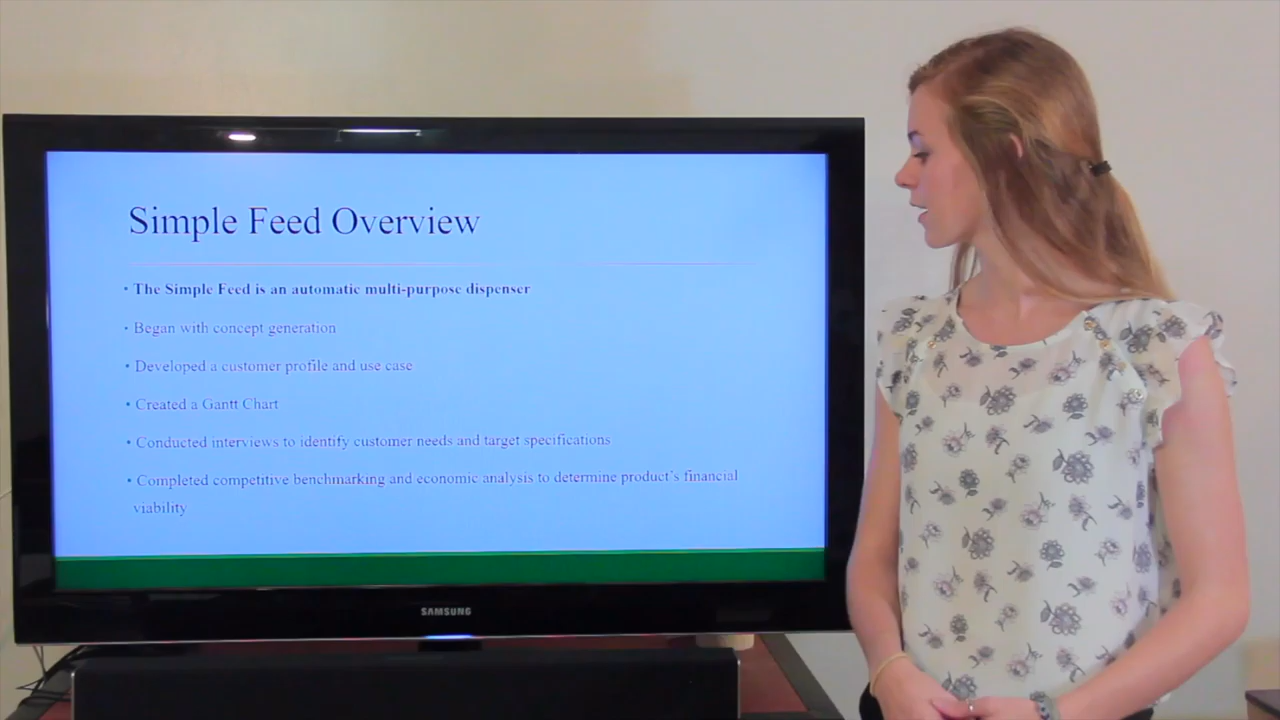 Simple Feed Overview
• The Simple Feed is an automatic multi-purpose dispenser
• Began with concept generation
• Developed a customer profile and use case
• Created a Gantt Chart
• Conducted interviews to identify customer needs and target specifications
• Completed competitive benchmarking and economic analysis to determine product's financial
viability
SAMSUNG